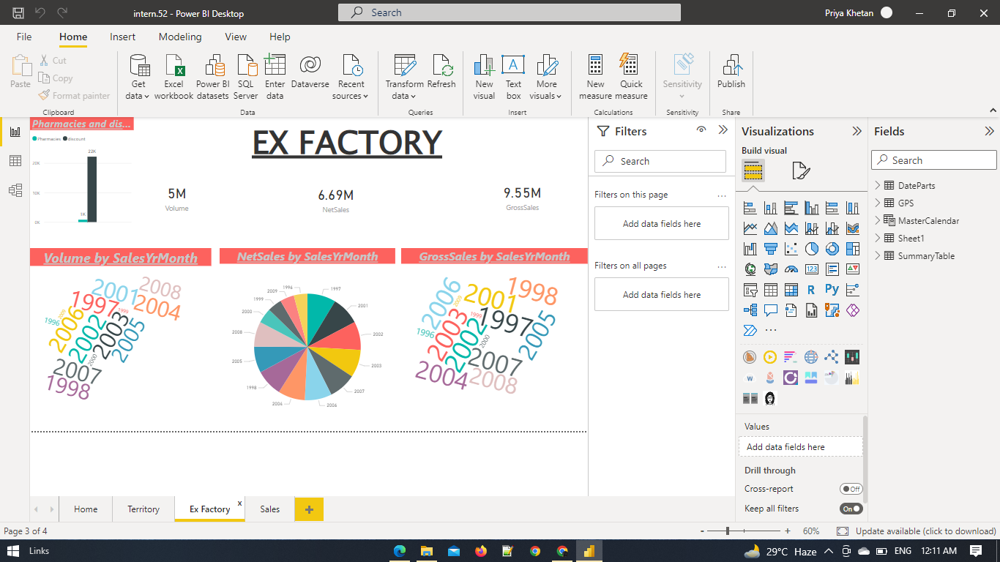 intern.52 - Power BI Desktop
Search
Priya Khetan
File Home Insert Modeling View Help
Paste
Cut
Copy
Format painter
Get data
Excel workbook
Power BI datasets
SQL Server
Enter data
Dataverse
Recent sources
Transform data
Refresh
New visual
Text box
More visuals
New measure
Quick measure
Sensitivity
Publish
Clipboard Data Queries Insert Calculations Sensitivity Share
Pharmacies and dis...
Pharmacies discount
22K
20K
10K
1K
0K
EX FACTORY
5M
Volume
6.69M
NetSales
9.55M
GrossSales
Volume by SalesYrMonth
2001
2008
1997
2004
1999
2009
1996
2006
2002
2003
2005
2000
2007
1998
NetSales by SalesYrMonth
1996
1997
2009
1999
2001
2000
2002
2008
2005
2003
1998
2007
2004
2006
GrossSales by SalesYrMonth
2006
2009
2001
1998
1999
1997
1996
2003
2002
2000
2005
2007
2004
2008
Filters
Search
Filters on this page ...
Add data fields here
Filters on all pages ...
Add data fields here
Visualizations
Build visual
123
R
Py
...
w
Values
Add data fields here
Drill through
Cross-report Off
Keep all filters On
Fields
Search
DateParts
GPS
MasterCalendar
Sheet1
SummaryTable
Home Territory Ex Factory x Sales +
Page 3 of 4
- + 60%
Update available (click to download)
Links
29°C Haze
ENG
12:11 AM